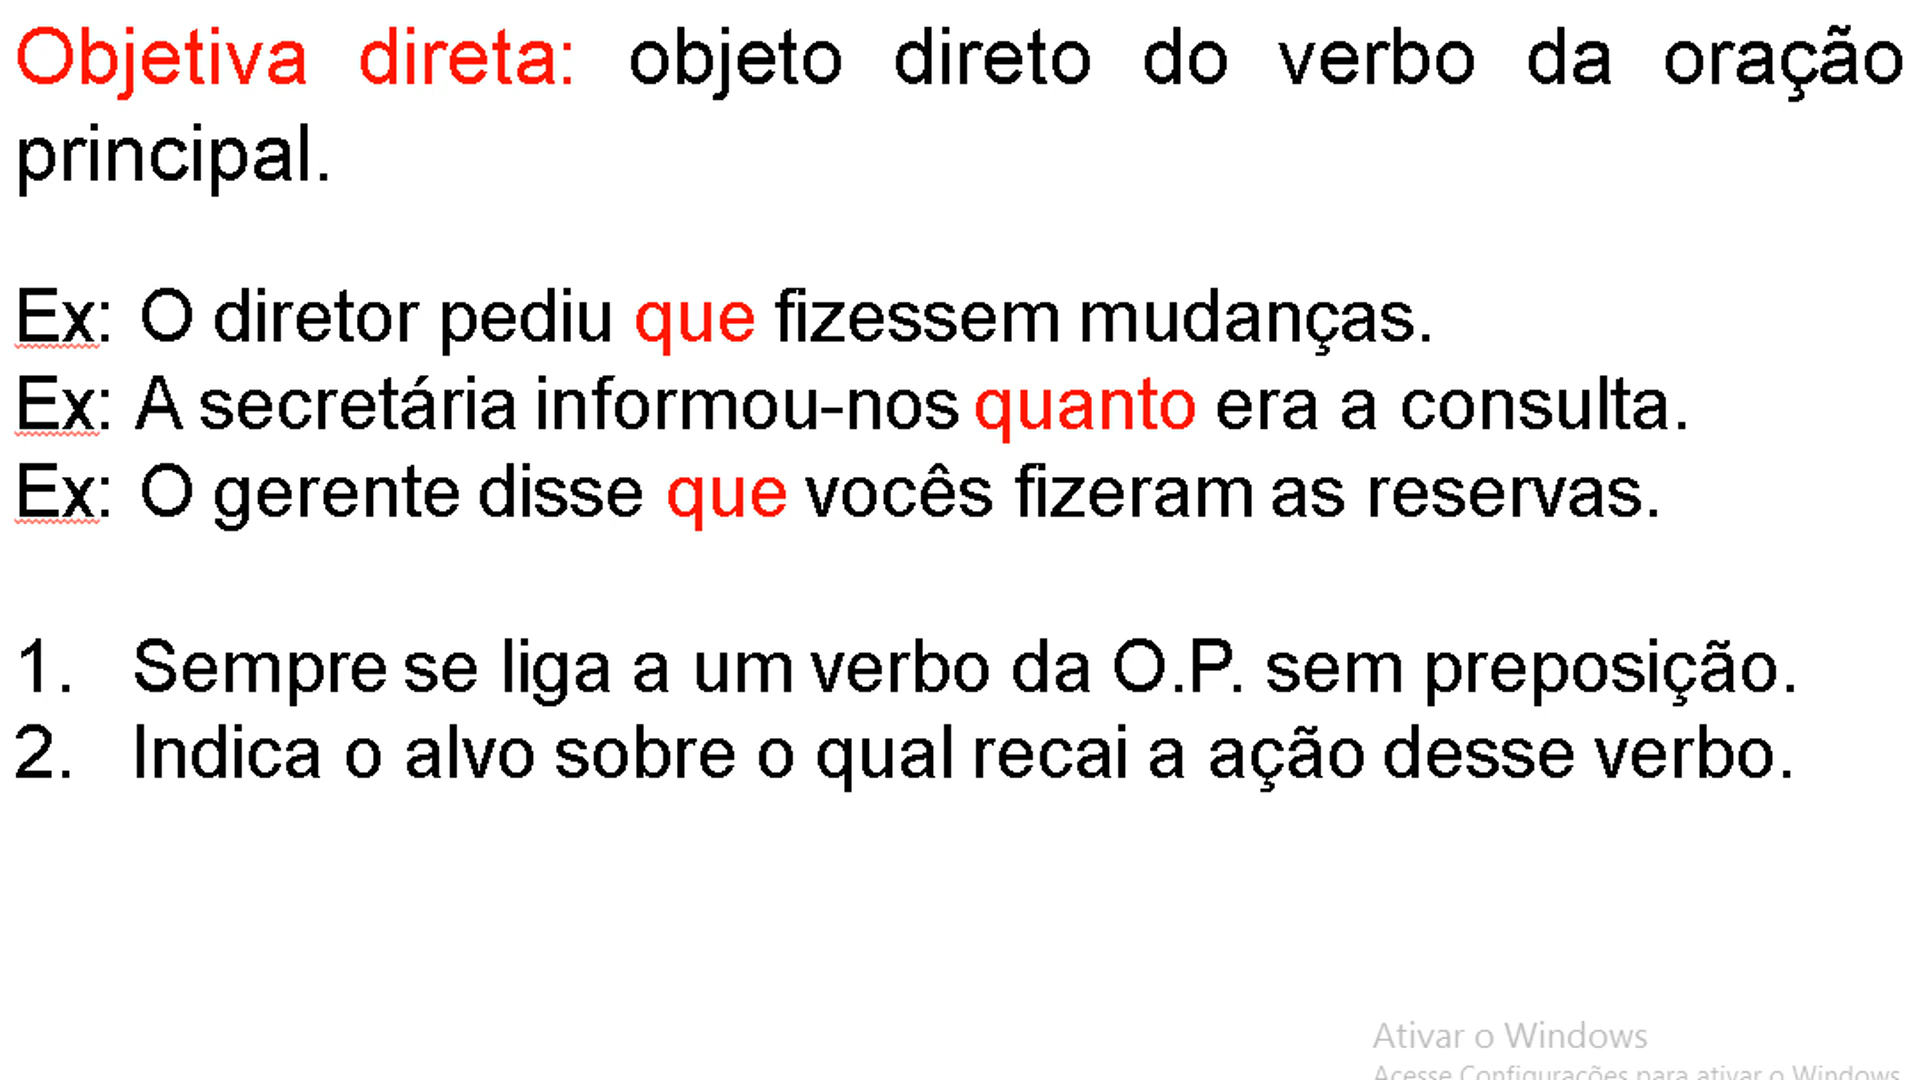 Objetiva direta: objeto direto do verbo da oração
principal.
Ex: O diretor pediu que fizessem mudanças.
Ex: A secretária informou-nos quanto era a consulta.
Ex: O gerente disse que vocês fizeram as reservas.
1. Sempre se liga a um verbo da O.P. sem preposição.
2. Indica o alvo sobre o qual recai a ação desse verbo.
Ativar o Windows
Acesse Configurações para ativar o Windows